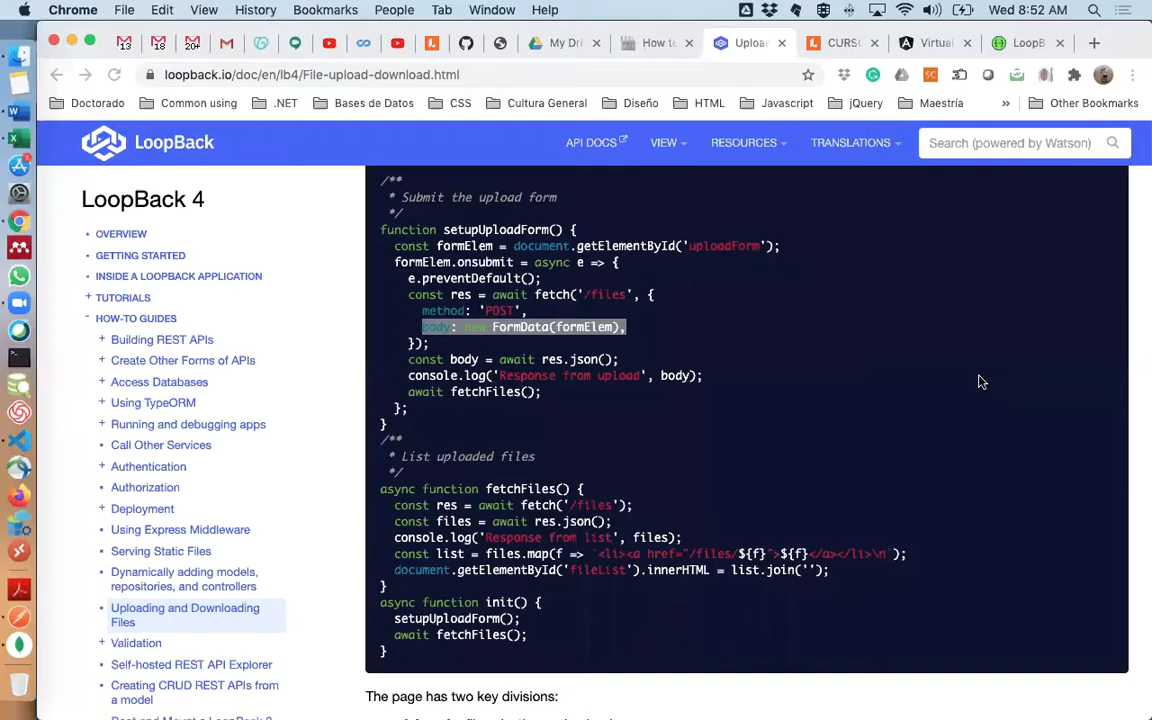 Chrome File Edit View History Bookmarks People Tab Window Help Wed 8:52 AM
13 18 20+ My Dri How to Uploac CURSO Virtual LoopB
loopback.io/doc/en/lb4/File-upload-download.html
Doctorado Common using .NET Bases de Datos CSS Cultura General Diseño HTML Javascript jQuery Maestría » Other Bookmarks
LoopBack API DOCS VIEW RESOURCES TRANSLATIONS Search (powered by Watson)
LoopBack 4
OVERVIEW
GETTING STARTED
INSIDE A LOOPBACK APPLICATION
+ TUTORIALS
- HOW-TO GUIDES
+ Building REST APIs
+ Create Other Forms of APIs
+ Access Databases
+ Using TypeORM
+ Running and debugging apps
Call Other Services
+ Authentication
Authorization
+ Deployment
Using Express Middleware
Serving Static Files
Dynamically adding models,
repositories, and controllers
Uploading and Downloading
Files
+ Validation
Self-hosted REST API Explorer
Creating CRUD REST APIs from
a model
/**
* Submit the upload form
*/
function setupUploadForm() {
const formElem = document.getElementById('uploadForm');
formElem.onsubmit = async e => {
e.preventDefault();
const res = await fetch('/files', {
method: 'POST',
body: new FormData(formElem),
});
const body = await res.json();
console.log('Response from upload', body);
await fetchFiles();
};
}
/**
* List uploaded files
*/
async function fetchFiles() {
const res = await fetch('/files');
const files = await res.json();
console.log('Response from list', files);
const list = files.map(f => `<li><a href="/files/${f}">${f}</a></li>\n`);
document.getElementById('fileList').innerHTML = list.join('');
}
async function init() {
setupUploadForm();
await fetchFiles();
}
The page has two key divisions: